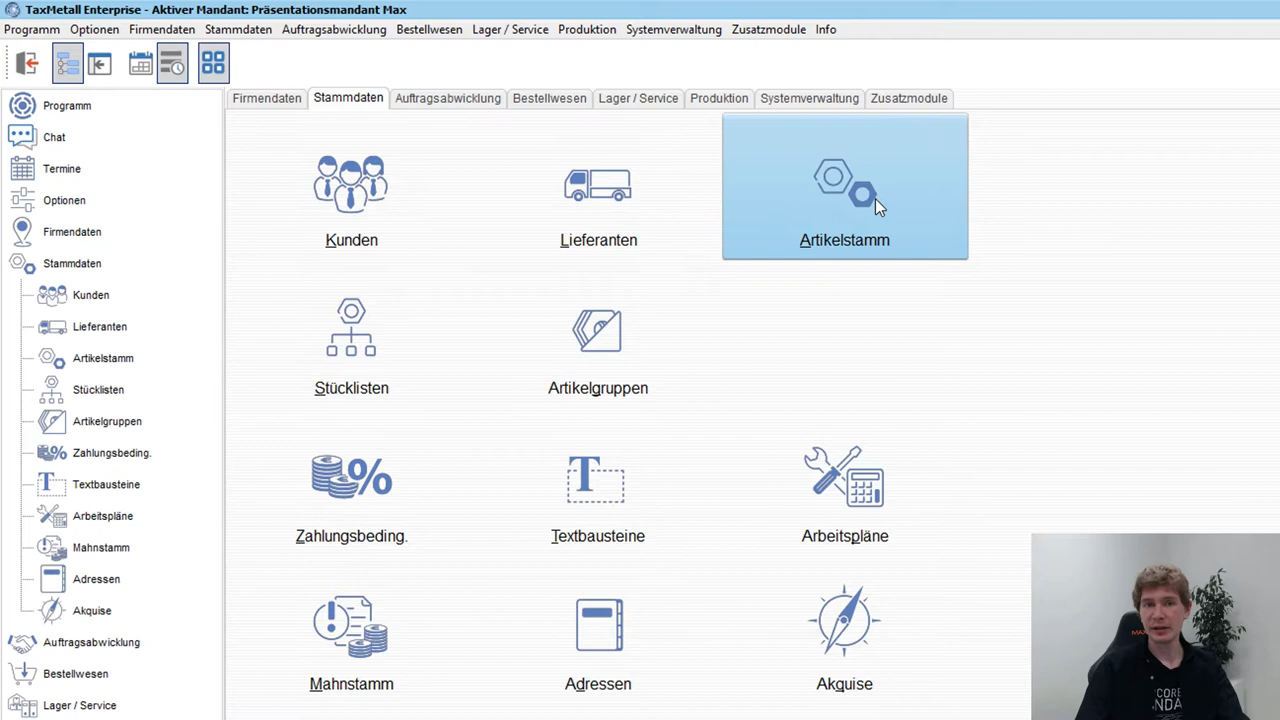 TaxMetall Enterprise - Aktiver Mandant: Präsentationsmandant Max
Programm Optionen Firmendaten Stammdaten Auftragsabwicklung Bestellwesen Lager / Service Produktion Systemverwaltung Zusatzmodule Info
Firmendaten Stammdaten Auftragsabwicklung Bestellwesen Lager / Service Produktion Systemverwaltung Zusatzmodule
Programm
Chat
Termine
Optionen
Firmendaten
Stammdaten
Kunden
Lieferanten
Artikelstamm
Stücklisten
Artikelgruppen
Zahlungsbeding.
Textbausteine
Arbeitspläne
Mahnstamm
Adressen
Akquise
Auftragsabwicklung
Bestellwesen
Lager / Service
Kunden Lieferanten Artikelstamm
Stücklisten Artikelgruppen
Zahlungsbeding. Textbausteine Arbeitspläne
Mahnstamm Adressen Akquise